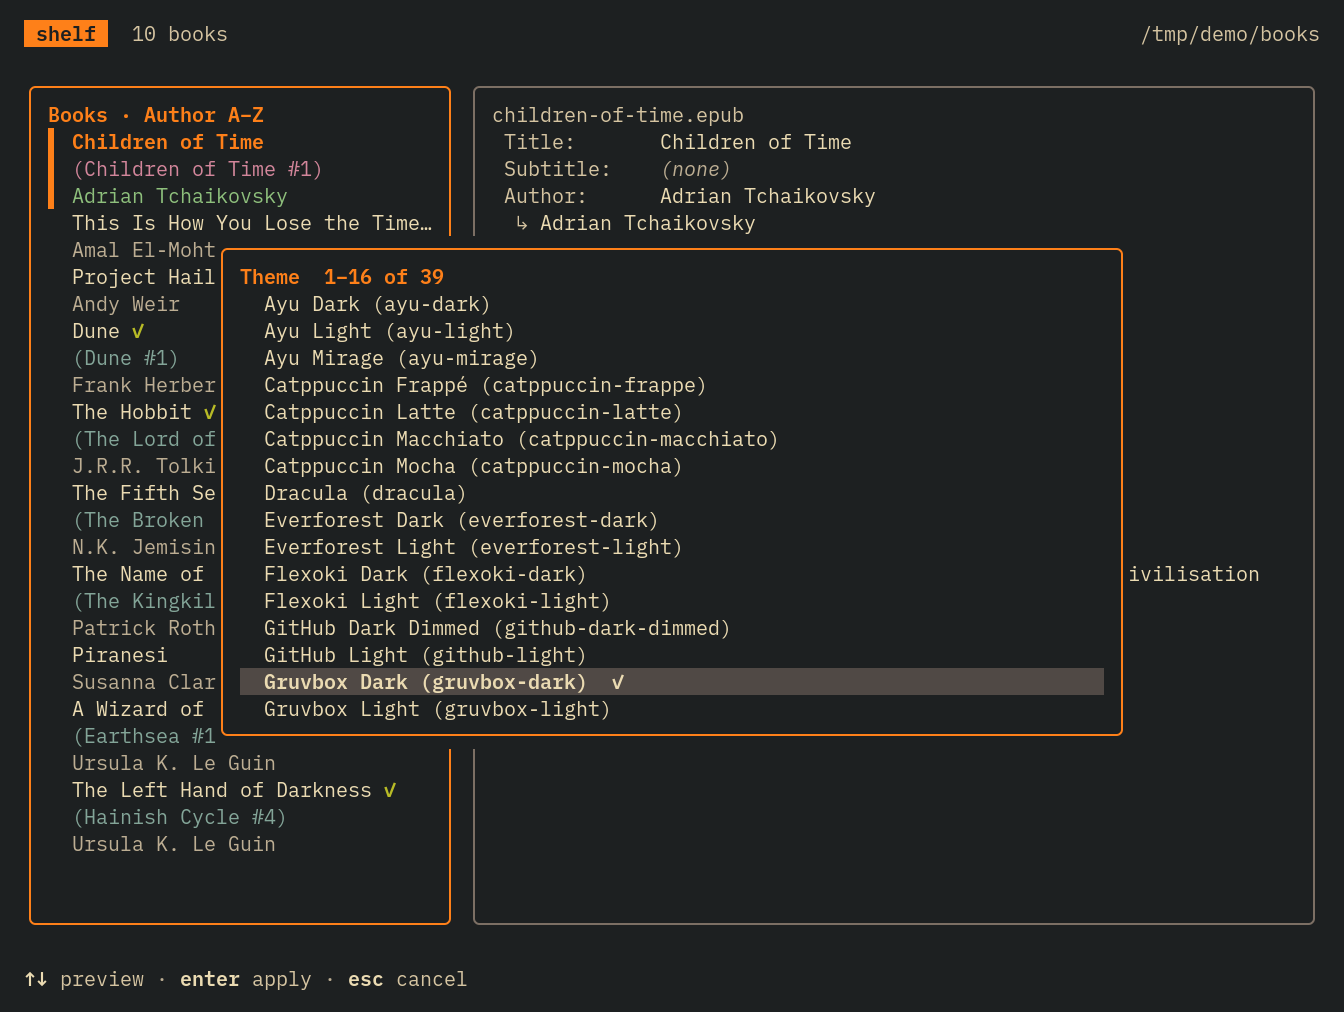 shelf 10 books /tmp/demo/books
Books · Author A–Z
Children of Time
(Children of Time #1)
Adrian Tchaikovsky
This Is How You Lose the Time…
Amal El-Moht
Project Hail
Andy Weir
Dune ✓
(Dune #1)
Frank Herber
The Hobbit ✓
(The Lord of
J.R.R. Tolki
The Fifth Se
(The Broken
N.K. Jemisin
The Name of
(The Kingkil
Patrick Roth
Piranesi
Susanna Clar
A Wizard of
(Earthsea #1
Ursula K. Le Guin
The Left Hand of Darkness ✓
(Hainish Cycle #4)
Ursula K. Le Guin
children-of-time.epub
Title: Children of Time
Subtitle: (none)
Author: Adrian Tchaikovsky
↳ Adrian Tchaikovsky
ivilisation
Theme 1–16 of 39
Ayu Dark (ayu-dark)
Ayu Light (ayu-light)
Ayu Mirage (ayu-mirage)
Catppuccin Frappé (catppuccin-frappe)
Catppuccin Latte (catppuccin-latte)
Catppuccin Macchiato (catppuccin-macchiato)
Catppuccin Mocha (catppuccin-mocha)
Dracula (dracula)
Everforest Dark (everforest-dark)
Everforest Light (everforest-light)
Flexoki Dark (flexoki-dark)
Flexoki Light (flexoki-light)
GitHub Dark Dimmed (github-dark-dimmed)
GitHub Light (github-light)
Gruvbox Dark (gruvbox-dark) ✓
Gruvbox Light (gruvbox-light)
↑↓ preview · enter apply · esc cancel